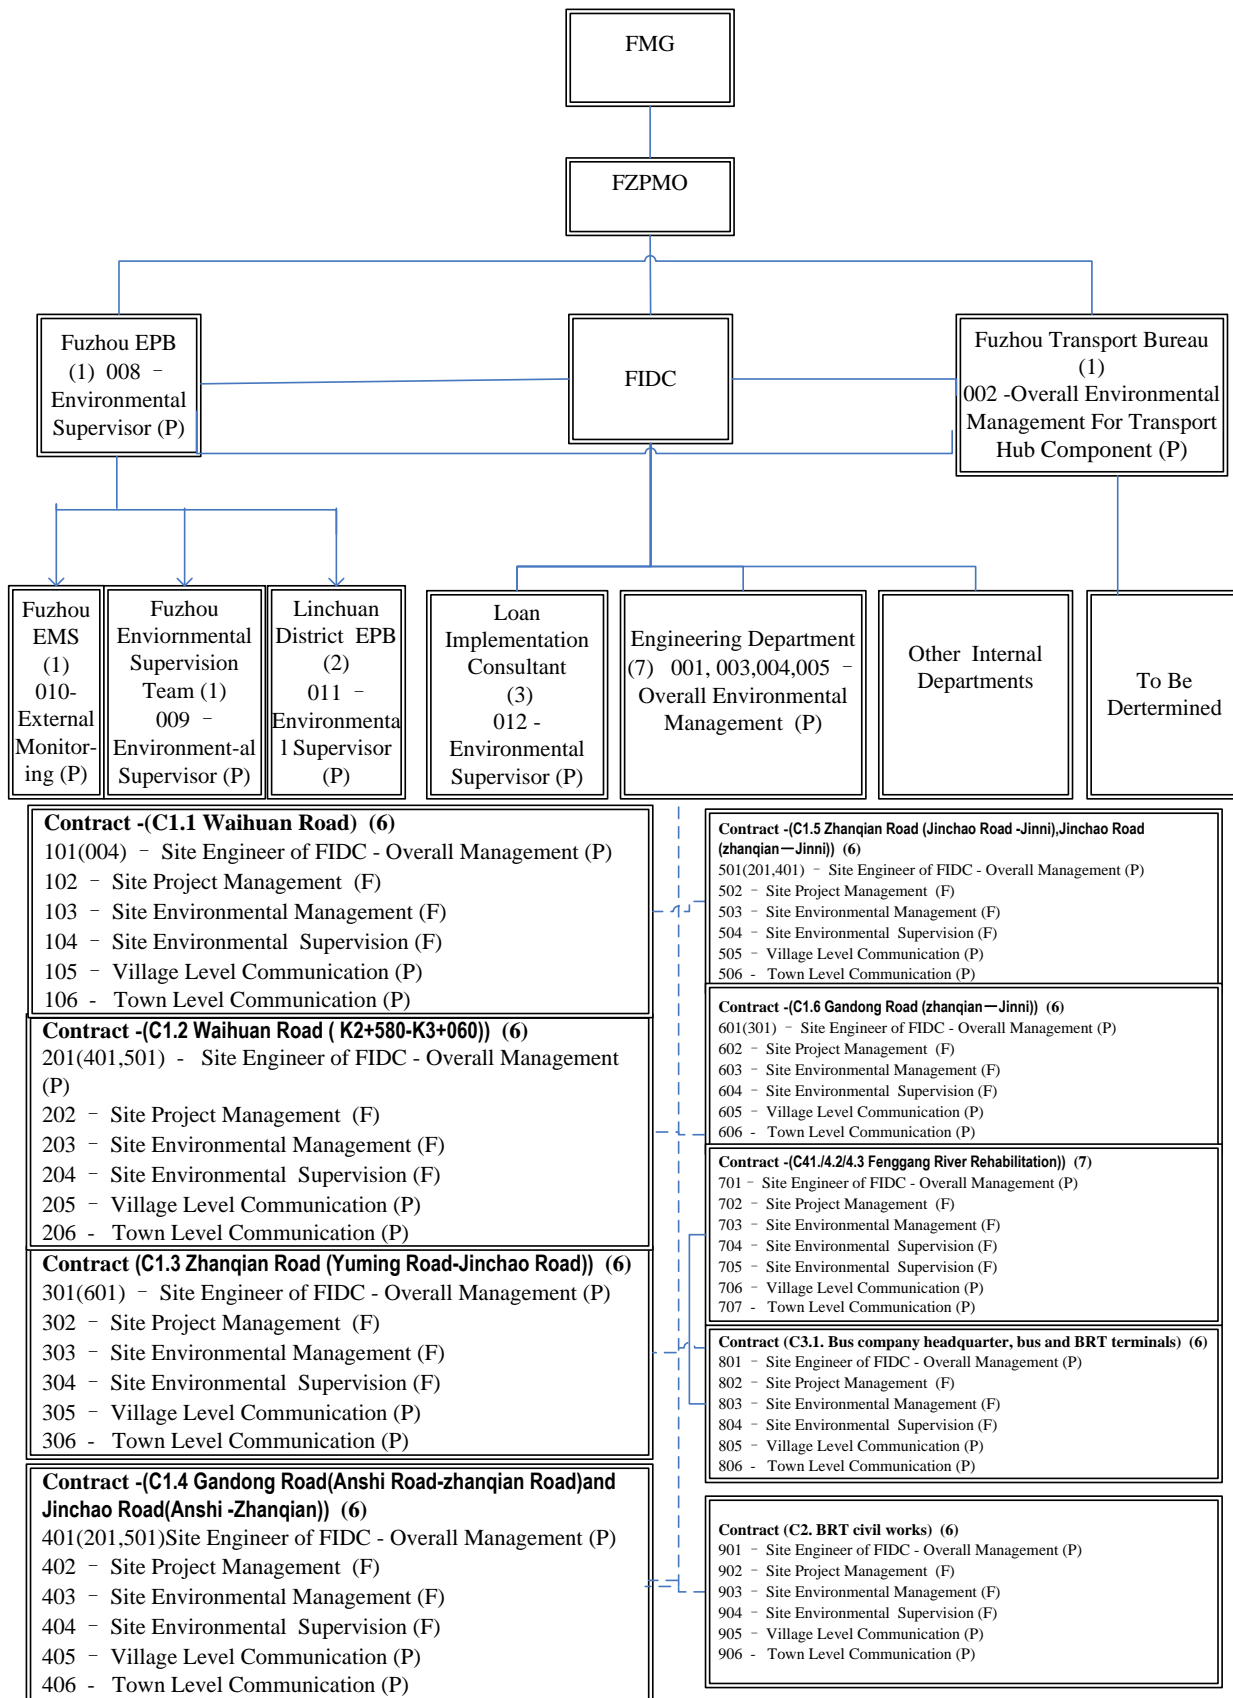 FMG
FZPMO
Fuzhou EPB
(1) 008 –
Environmental
Supervisor (P)
FIDC
Fuzhou Transport Bureau
(1)
002 -Overall Environmental
Management For Transport
Hub Component (P)
Fuzhou
EMS
(1)
010-
External
Monitor-
ing (P)
Fuzhou
Enviornmental
Supervision
Team (1)
009 –
Environment-al
Supervisor (P)
Linchuan
District EPB
(2)
011 –
Environmenta
l Supervisor
(P)
Loan
Implementation
Consultant
(3)
012 -
Environmental
Supervisor (P)
Engineering Department
(7) 001, 003,004,005 –
Overall Environmental
Management (P)
Other Internal
Departments
To Be
Dertermined
Contract -(C1.1 Waihuan Road) (6)
101(004) – Site Engineer of FIDC - Overall Management (P)
102 – Site Project Management (F)
103 – Site Environmental Management (F)
104 – Site Environmental Supervision (F)
105 – Village Level Communication (P)
106 - Town Level Communication (P)
Contract -(C1.2 Waihuan Road ( K2+580-K3+060)) (6)
201(401,501) - Site Engineer of FIDC - Overall Management
(P)
202 – Site Project Management (F)
203 – Site Environmental Management (F)
204 – Site Environmental Supervision (F)
205 – Village Level Communication (P)
206 - Town Level Communication (P)
Contract (C1.3 Zhanqian Road (Yuming Road-Jinchao Road)) (6)
301(601) – Site Engineer of FIDC - Overall Management (P)
302 – Site Project Management (F)
303 – Site Environmental Management (F)
304 – Site Environmental Supervision (F)
305 – Village Level Communication (P)
306 - Town Level Communication (P)
Contract -(C1.4 Gandong Road(Anshi Road-zhanqian Road)and
Jinchao Road(Anshi -Zhanqian)) (6)
401(201,501)Site Engineer of FIDC - Overall Management (P)
402 – Site Project Management (F)
403 – Site Environmental Management (F)
404 – Site Environmental Supervision (F)
405 – Village Level Communication (P)
406 - Town Level Communication (P)
Contract -(C1.5 Zhanqian Road (Jinchao Road -Jinni),Jinchao Road
(zhanqian—Jinni)) (6)
501(201,401) – Site Engineer of FIDC - Overall Management (P)
502 – Site Project Management (F)
503 – Site Environmental Management (F)
504 – Site Environmental Supervision (F)
505 – Village Level Communication (P)
506 - Town Level Communication (P)
Contract -(C1.6 Gandong Road (zhanqian—Jinni)) (6)
601(301) – Site Engineer of FIDC - Overall Management (P)
602 – Site Project Management (F)
603 – Site Environmental Management (F)
604 – Site Environmental Supervision (F)
605 – Village Level Communication (P)
606 - Town Level Communication (P)
Contract -(C41./4.2/4.3 Fenggang River Rehabilitation)) (7)
701 – Site Engineer of FIDC - Overall Management (P)
702 – Site Project Management (F)
703 – Site Environmental Management (F)
704 – Site Environmental Supervision (F)
705 – Site Environmental Supervision (F)
706 – Village Level Communication (P)
707 - Town Level Communication (P)
Contract (C3.1. Bus company headquarter, bus and BRT terminals) (6)
801 – Site Engineer of FIDC - Overall Management (P)
802 – Site Project Management (F)
803 – Site Environmental Management (F)
804 – Site Environmental Supervision (F)
805 – Village Level Communication (P)
806 - Town Level Communication (P)
Contract (C2. BRT civil works) (6)
901 – Site Engineer of FIDC - Overall Management (P)
902 – Site Project Management (F)
903 – Site Environmental Management (F)
904 – Site Environmental Supervision (F)
905 – Village Level Communication (P)
906 - Town Level Communication (P)